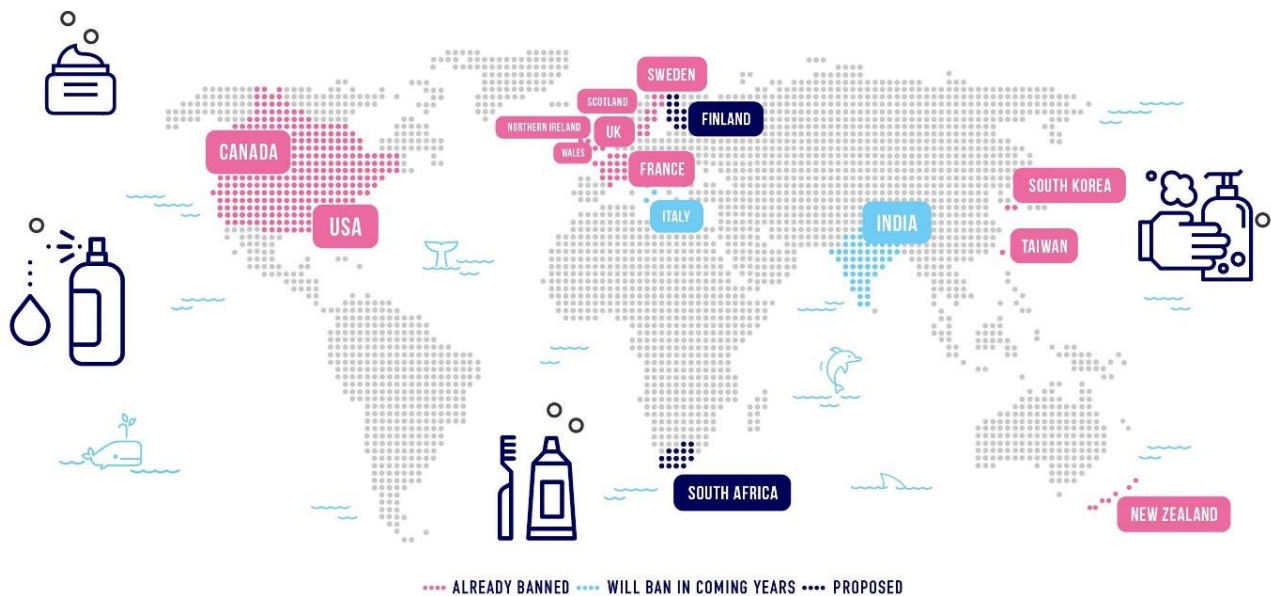 SWEDEN
SCOTLAND
FINLAND
NORTHERN IRELAND
UK
CANADA
WALES
FRANCE
SOUTH KOREA
ITALY
INDIA
USA
TAIWAN
SOUTH AFRICA
NEW ZEALAND
ALREADY BANNED WILL BAN IN COMING YEARS PROPOSED